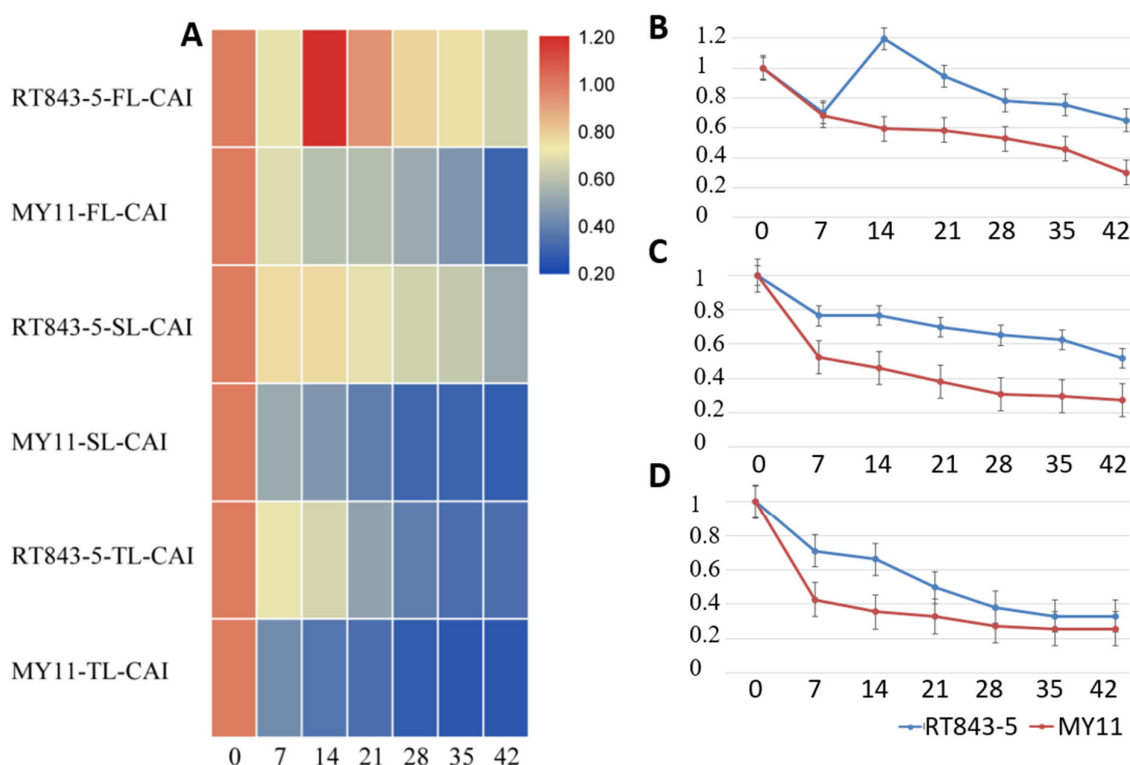 A
RT843-5-FL-CAI
MY11-FL-CAI
RT843-5-SL-CAI
MY11-SL-CAI
RT843-5-TL-CAI
MY11-TL-CAI
0 7 14 21 28 35 42
1.20
1.00
0.80
0.60
0.40
0.20
B
1.2
1
0.8
0.6
0.4
0.2
0
0 7 14 21 28 35 42
C
1
0.8
0.6
0.4
0.2
0
0 7 14 21 28 35 42
D
1
0.8
0.6
0.4
0.2
0
0 7 14 21 28 35 42
RT843-5 MY11